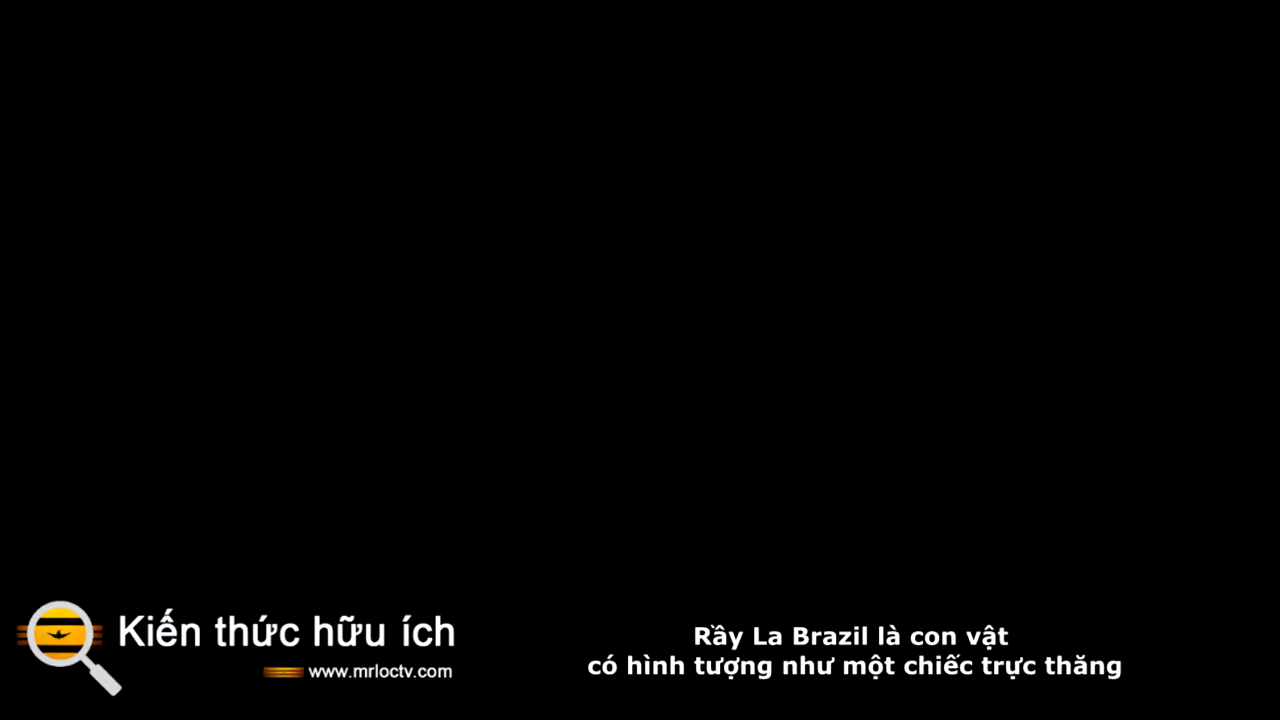 Kiến thức hữu ích
www.mrloctv.com
Rầy La Brazil là con vật
có hình tượng như một chiếc trực thăng